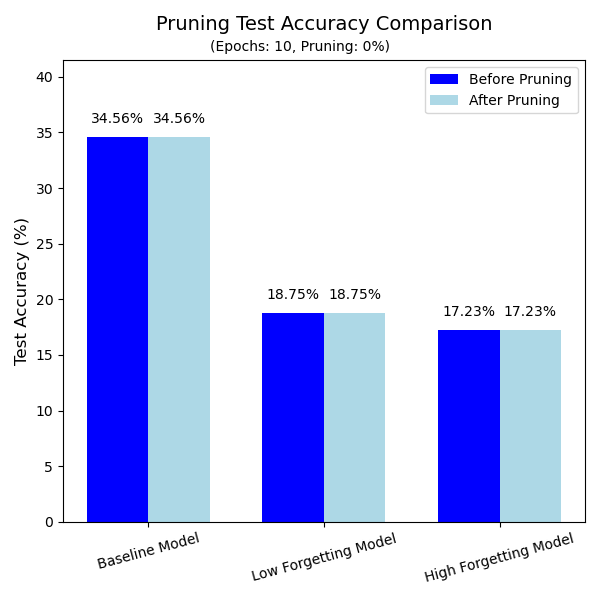 Pruning Test Accuracy Comparison
(Epochs: 10, Pruning: 0%)
Before Pruning
After Pruning
Test Accuracy (%)
40
35
30
25
20
15
10
5
0
34.56% 34.56%
18.75% 18.75%
17.23% 17.23%
Baseline Model
Low Forgetting Model
High Forgetting Model